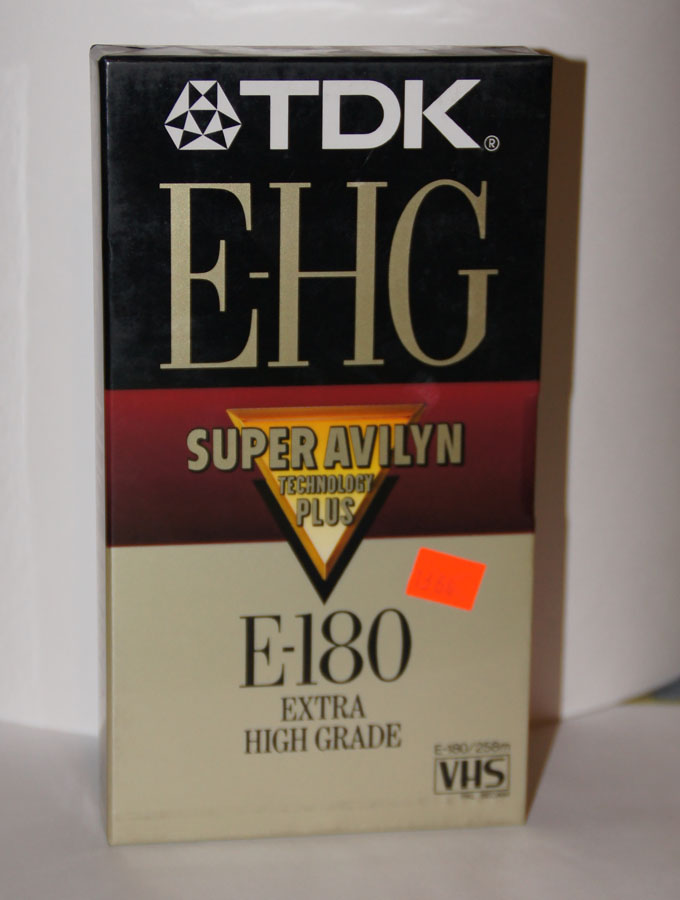 TDK®
E-HG
SUPER AVILYN
TECHNOLOGY
PLUS
E-180
EXTRA
HIGH GRADE
E-180/258m
VHS